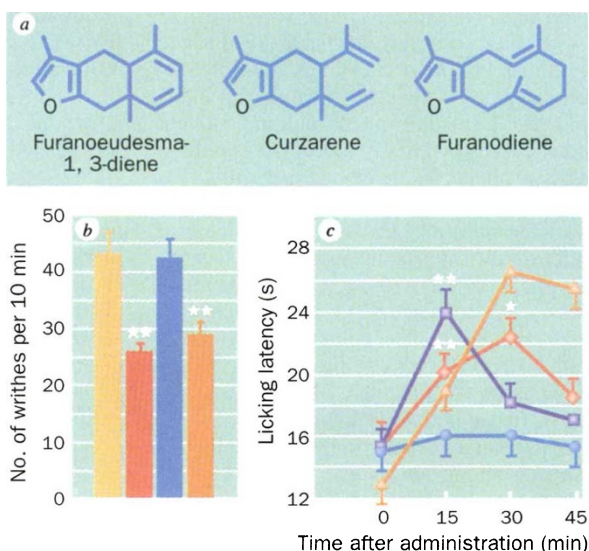 a
O
O
O
Furanoeudesma-
1, 3-diene
Curzarene
Furanodiene
b
No. of writhes per 10 min
50
40
30
20
10
0
**
**
c
Licking latency (s)
28
24
20
16
12
**
**
*
0 15 30 45
Time after administration (min)